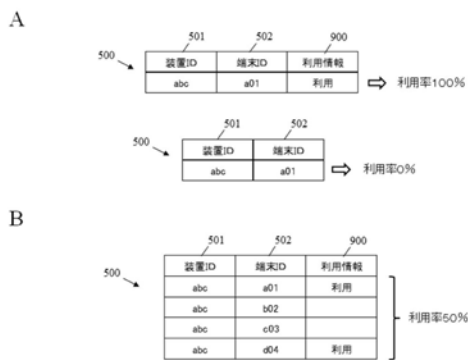 A
501 502 900
500
装置ID 端末ID 利用情報
abc a01 利用
利用率100%
501 502
500
装置ID 端末ID
abc a01
利用率0%
B
501 502 900
500
装置ID 端末ID 利用情報
abc a01 利用
abc b02
abc c03
abc d04 利用
利用率50%